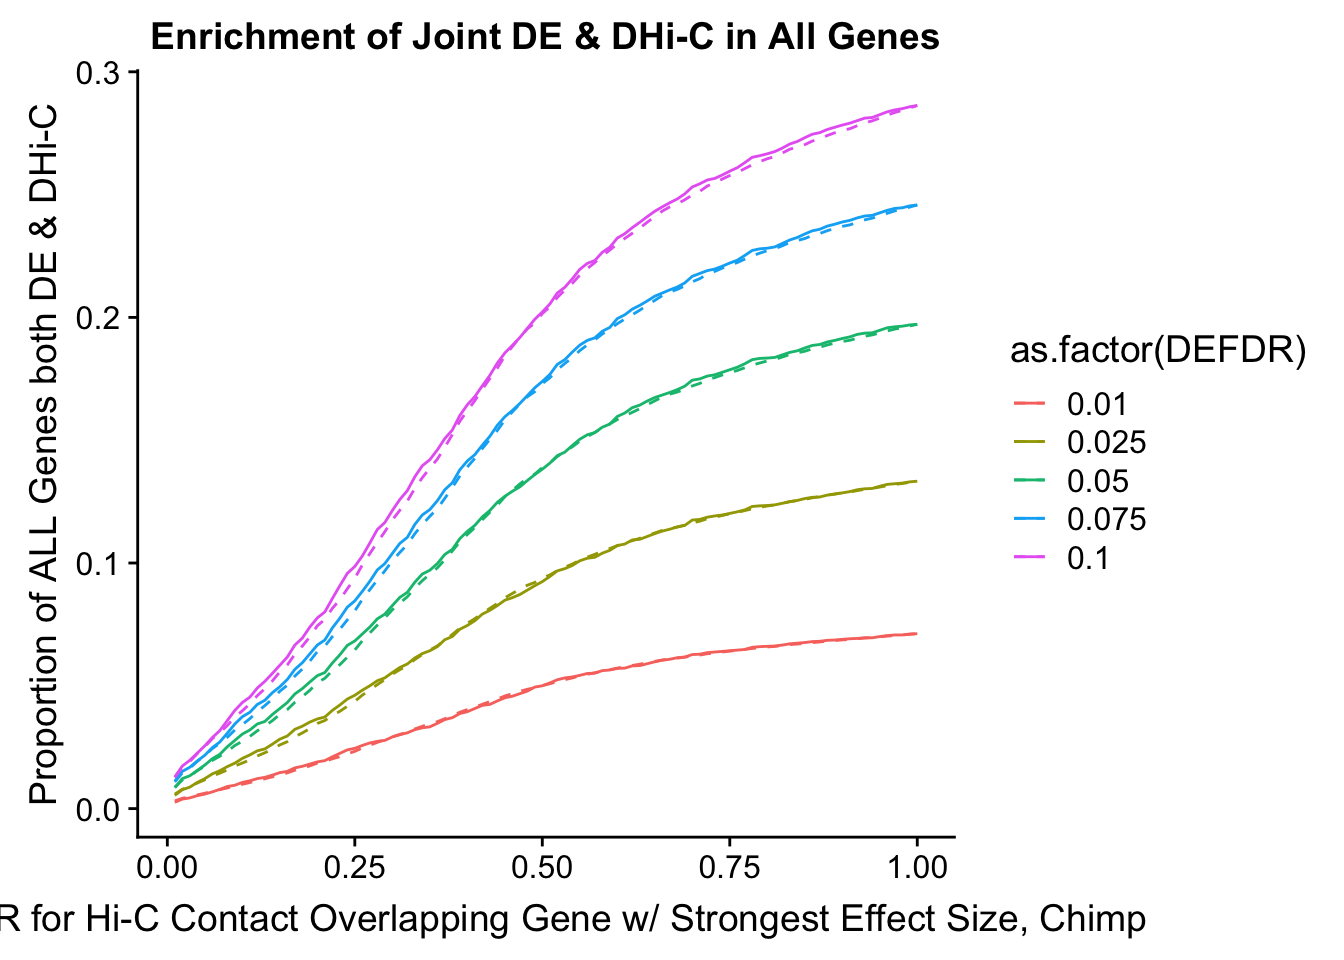 Enrichment of Joint DE & DHi-C in All Genes
Proportion of ALL Genes both DE & DHi-C
0.3
0.2
0.1
0.0
0.00 0.25 0.50 0.75 1.00
R for Hi-C Contact Overlapping Gene w/ Strongest Effect Size, Chimp
as.factor(DEFDR)
0.01
0.025
0.05
0.075
0.1